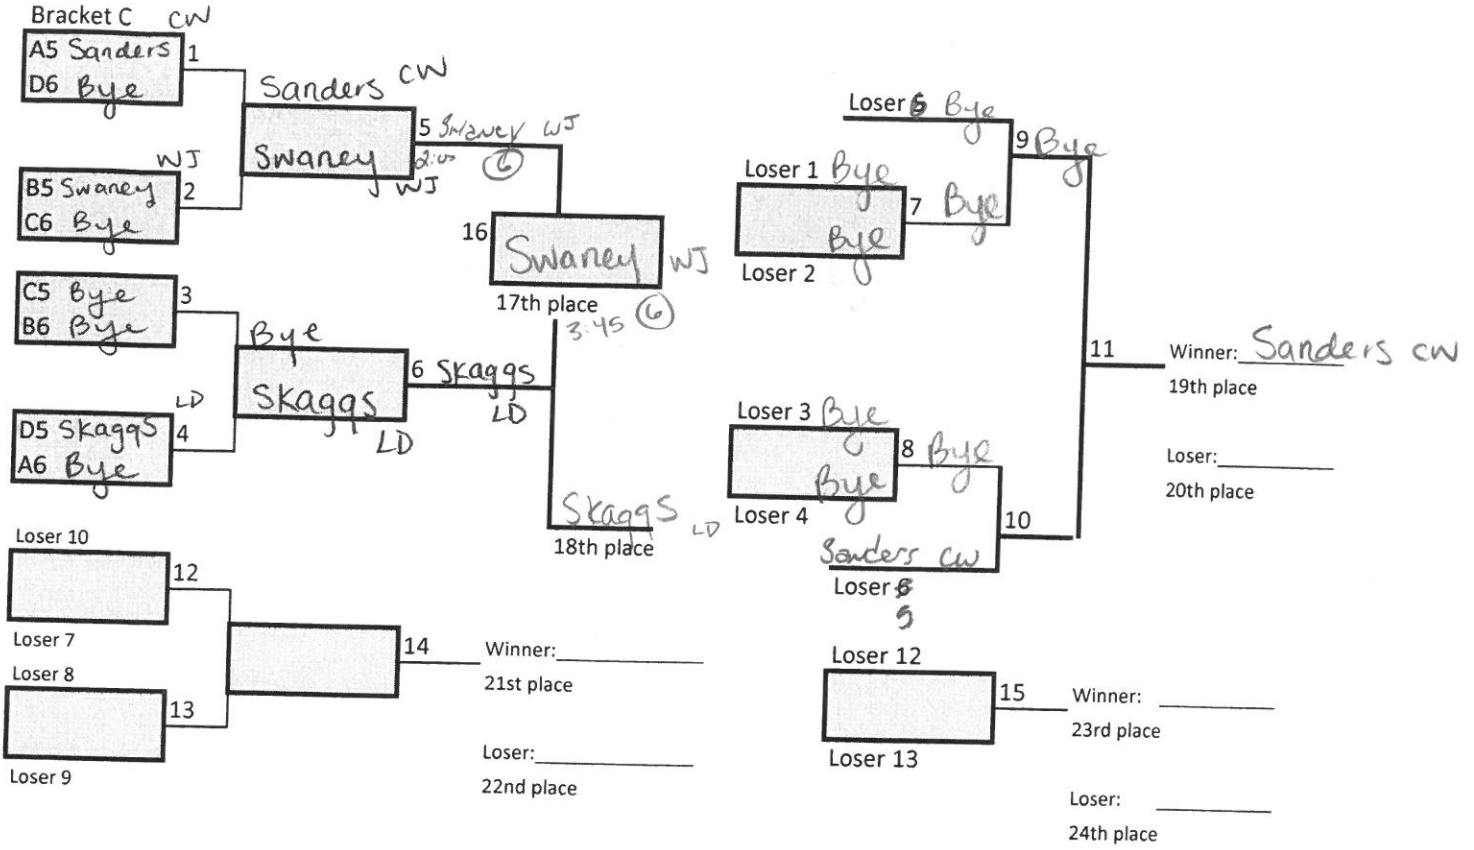 Bracket C CW
A5 Sanders 1
D6 Bye
Sanders CW
Swaney
5 Swaney WJ
2:00 6
WJ
WJ
B5 Swaney 2
C6 Bye
C5 Bye 3
B6 Bye
Bye
Skaggs
6 Skaggs
LD
LD
LD
D5 Skaggs 4
A6 Bye
16
Swaney WJ
17th place
3:45 6
Skaggs LD
18th place
Loser 10
12
Loser 7
Loser 8
13
Loser 9
14
Winner:
21st place
Loser:
22nd place
Loser 6 Bye
9 Bye
Loser 1 Bye
7 Bye
Bye
Loser 2
Loser 3 Bye
8 Bye
Bye
Loser 4
10
Sanders CW
Loser 6
5
11
Winner: Sanders CW
19th place
Loser:
20th place
Loser 12
15
Loser 13
Winner:
23rd place
Loser:
24th place